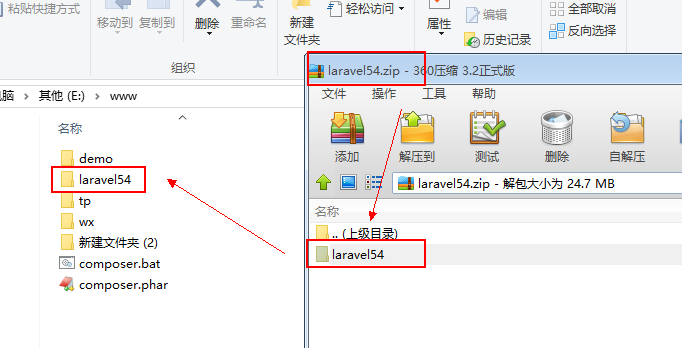 粘贴快捷方式
移动到 复制到 删除 重命名
新建
文件夹
轻松访问
属性
编辑
历史记录
全部取消
反向选择
组织
电脑 > 其他 (E:) > www
名称
demo
laravel54
tp
wx
新建文件夹 (2)
composer.bat
composer.phar
laravel54.zip - 360压缩 3.2正式版
文件 操作 工具 帮助
添加 解压到 测试 删除 自解压
laravel54.zip - 解包大小为 24.7 MB
名称
.. (上级目录)
laravel54